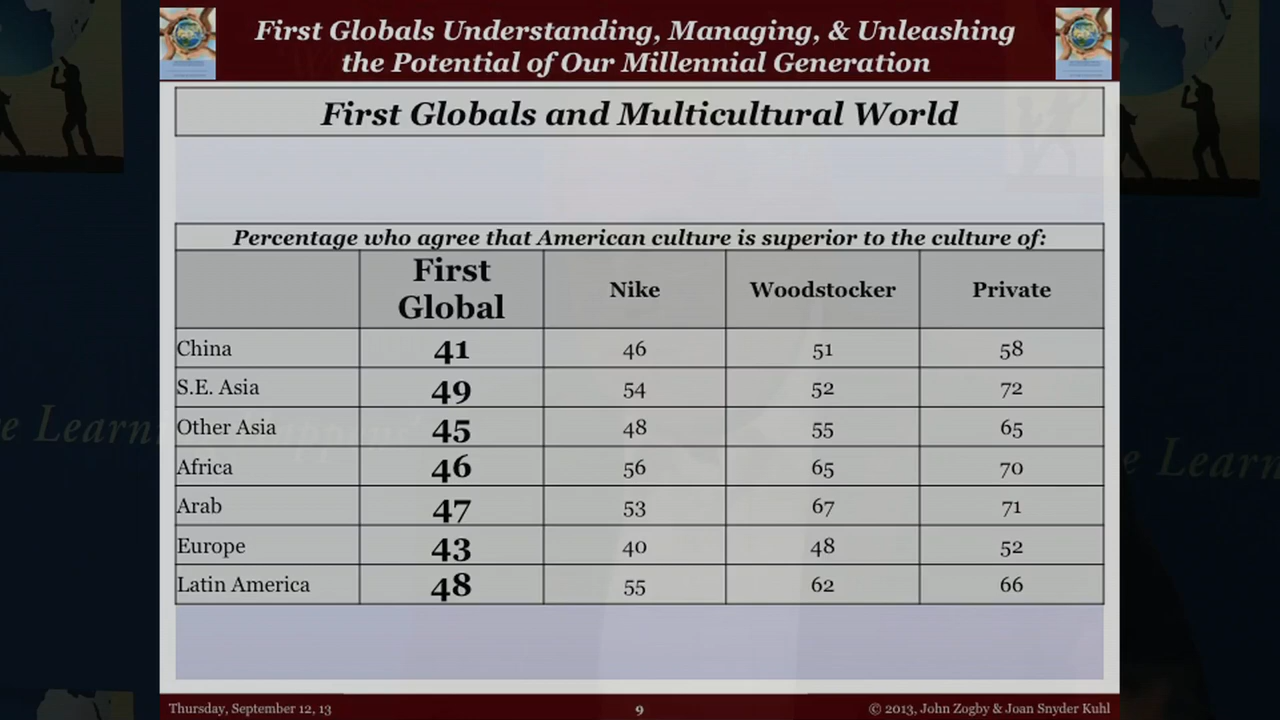 First Globals Understanding, Managing, & Unleashing
the Potential of Our Millennial Generation
First Globals and Multicultural World
Percentage who agree that American culture is superior to the culture of:
First Global Nike Woodstocker Private
China 41 46 51 58
S.E. Asia 49 54 52 72
Other Asia 45 48 55 65
Africa 46 56 65 70
Arab 47 53 67 71
Europe 43 40 48 52
Latin America 48 55 62 66
e Learn
e Learn
Thursday, September 12, 13 9 © 2013, John Zogby & Joan Snyder Kuhl